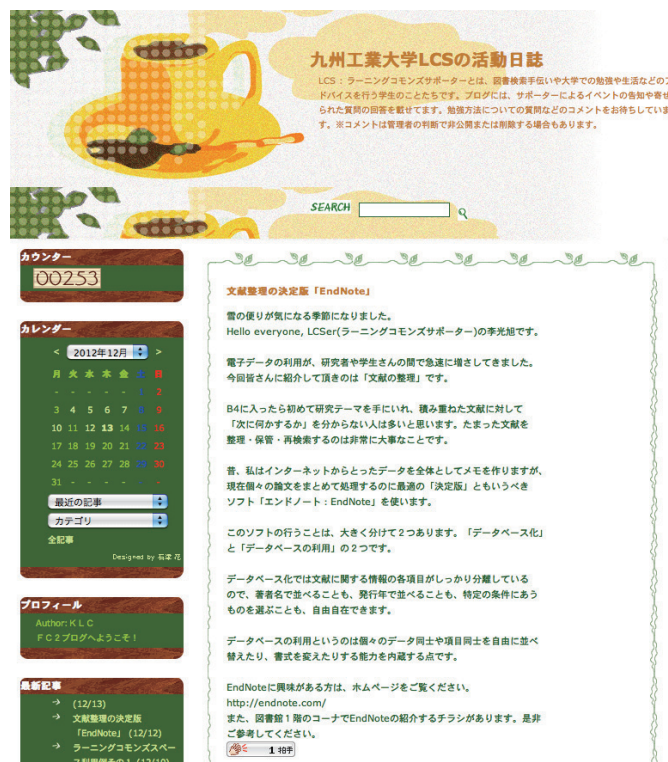 九州工業大学LCSの活動日誌
LCS : ラーニングコモンズサポーターとは、図書検索手伝いや大学での勉強や生活などのア
ドバイスを行う学生のことたちです。ブログには、サポーターによるイベントの告知や寄せ
られた質問の回答を載せてます。勉強方法についての質問などのコメントをお待ちしていま
す。※コメントは管理者の判断で非公開または削除する場合もあります。
SEARCH
カウンター
00253
カレンダー
< 2012年12月 >
月 火 水 木 金 土 日
- - - - - 1 2
3 4 5 6 7 8 9
10 11 12 13 14 15 16
17 18 19 20 21 22 23
24 25 26 27 28 29 30
31 - - - - - -
最近の記事
カテゴリ
全記事
Designed by 石塚 花
プロフィール
Author:KLC
FC2ブログへようこそ！
最新記事
(12/13)
文献整理の決定版
「EndNote」 (12/12)
ラーニングコモンズスペー
ス利用例その1 (12/10)
文献整理の決定版「EndNote」
雪の便りが気になる季節になりました。
Hello everyone, LCSer(ラーニングコモンズサポーター)の李光旭です。
電子データの利用が、研究者や学生さんの間で急速に増さしてきました。
今回皆さんに紹介して頂きのは「文献の整理」です。
B4に入ったら初めて研究テーマを手にいれ、積み重ねた文献に対して
「次に何かするか」を分からない人は多いと思います。たまった文献を
整理・保管・再検索するのは非常に大事なことです。
昔、私はインターネットからとったデータを全体としてメモを作りますが、
現在個々の論文をまとめて処理するのに最適の「決定版」ともいうべき
ソフト「エンドノート：EndNote」を使います。
このソフトの行うことは、大きく分けて２つあります。「データベース化」
と「データベースの利用」の２つです。
データベース化では文献に関する情報の各項目がしっかり分離している
ので、著者名で並べることも、発行年で並べることも、特定の条件にあう
ものを選ぶことも、自由自在できます。
データベースの利用というのは個々のデータ同士や項目同士を自由に並べ
替えたり、書式を変えたりする能力を内蔵する点です。
EndNoteに興味がある方は、ホームページをご覧ください。
http://endnote.com/
また、図書館１階のコーナでEndNoteの紹介するチラシがあります。是非
ご参考してください。
1 拍手